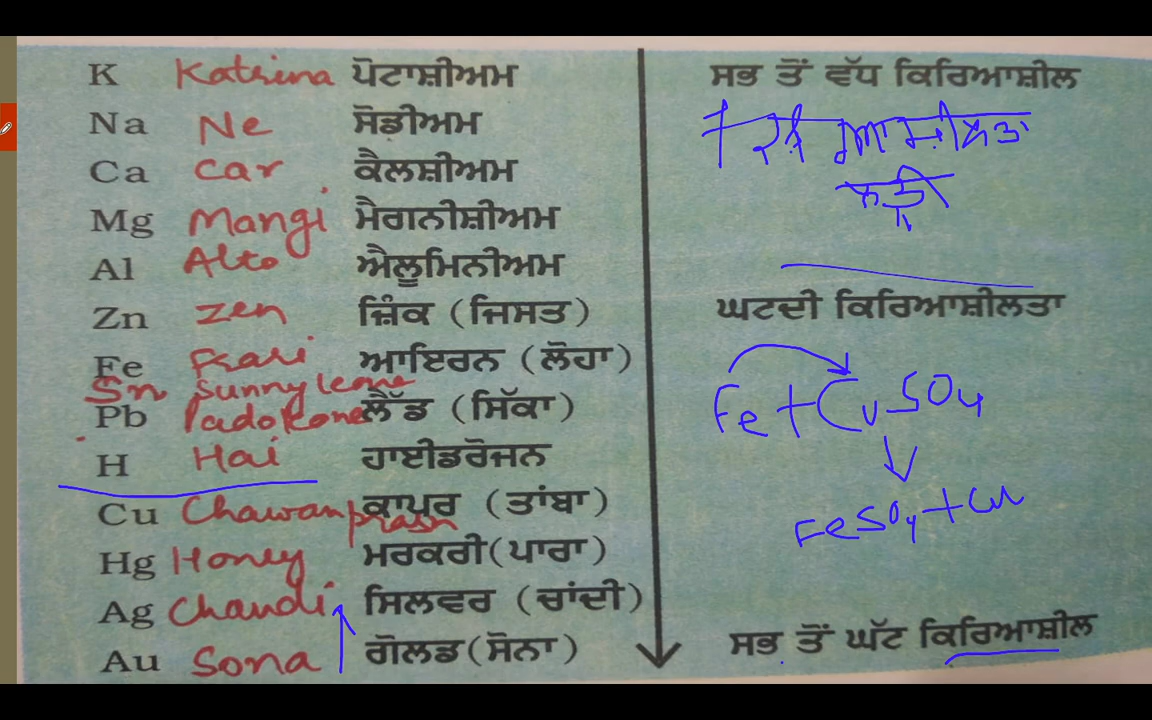 K Katrina ਪੋਟਾਸ਼ੀਅਮ ਸਭ ਤੋਂ ਵੱਧ ਕਿਰਿਆਸ਼ੀਲ
Na Ne ਸੋਡੀਅਮ
Ca Car ਕੈਲਸ਼ੀਅਮ
Mg Mangi ਮੈਗਨੀਸ਼ੀਅਮ
ਲੜੀ
Al Alto ਐਲੂਮਿਨੀਅਮ
Zn Zen ਜ਼ਿੰਕ (ਜਿਸਤ) ਘਟਦੀ ਕਿਰਿਆਸ਼ੀਲਤਾ
Fe ਆਇਰਨ (ਲੋਹਾ)
Sn Sunny leone
Pb Padokone ਲੈੱਡ (ਸਿੱਕਾ) Fe + CuSO4
H Hai ਹਾਈਡਰੋਜਨ
Cu Chawanprash ਕਾਪਰ (ਤਾਂਬਾ) FeSO4 + Cu
Hg Honey ਮਰਕਰੀ(ਪਾਰਾ)
Ag Chandi ਸਿਲਵਰ (ਚਾਂਦੀ)
Au Sona ਗੋਲਡ(ਸੋਨਾ) ਸਭ ਤੋਂ ਘੱਟ ਕਿਰਿਆਸ਼ੀਲ